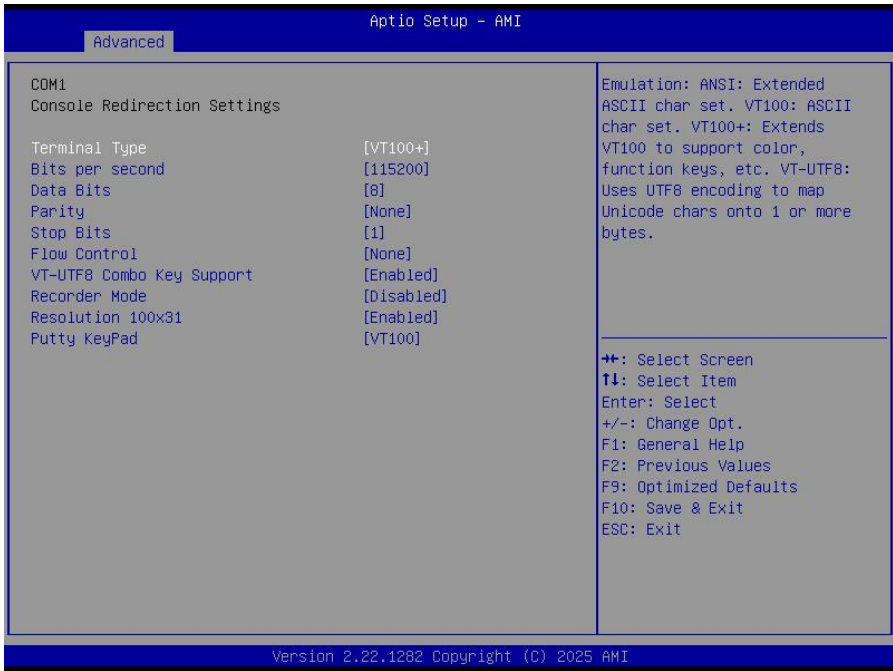 Aptio Setup - AMI
Advanced
COM1
Console Redirection Settings
Terminal Type [VT100+]
Bits per second [115200]
Data Bits [8]
Parity [None]
Stop Bits [1]
Flow Control [None]
VT-UTF8 Combo Key Support [Enabled]
Recorder Mode [Disabled]
Resolution 100x31 [Enabled]
Putty KeyPad [VT100]
Emulation: ANSI: Extended
ASCII char set. VT100: ASCII
char set. VT100+: Extends
VT100 to support color,
function keys, etc. VT-UTF8:
Uses UTF8 encoding to map
Unicode chars onto 1 or more
bytes.
→←: Select Screen
↑↓: Select Item
Enter: Select
+/-: Change Opt.
F1: General Help
F2: Previous Values
F9: Optimized Defaults
F10: Save & Exit
ESC: Exit
Version 2.22.1282 Copyright (C) 2025 AMI